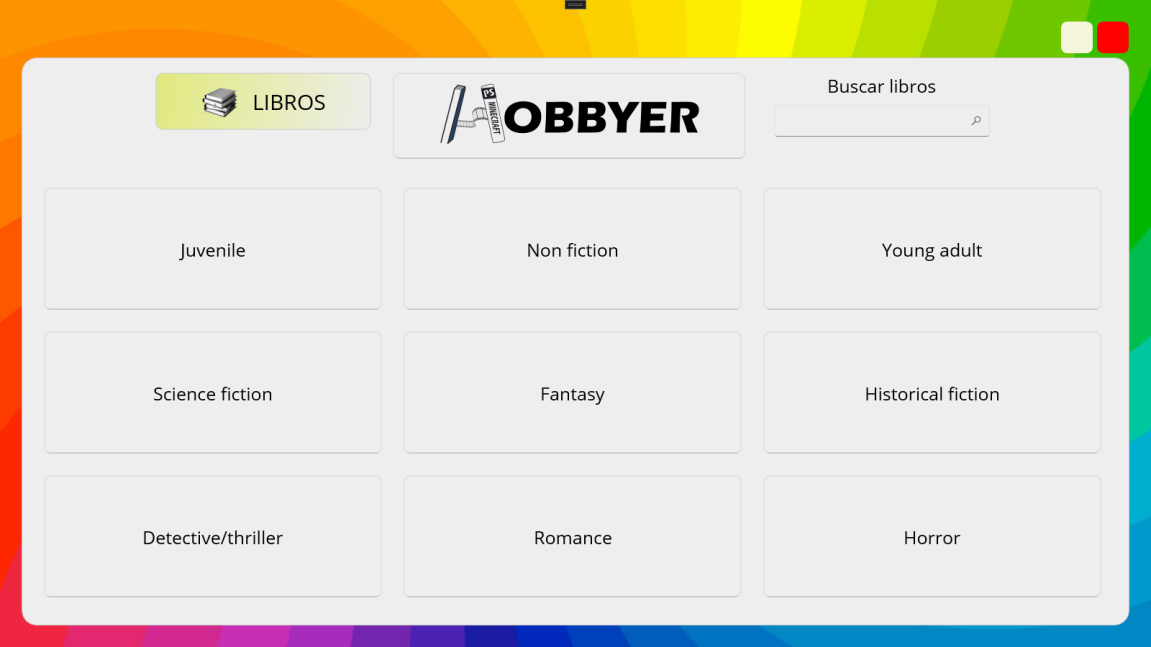 LIBROS
PS
MINECRAFT
HOBBYER
Buscar libros
Juvenile
Non fiction
Young adult
Science fiction
Fantasy
Historical fiction
Detective/thriller
Romance
Horror